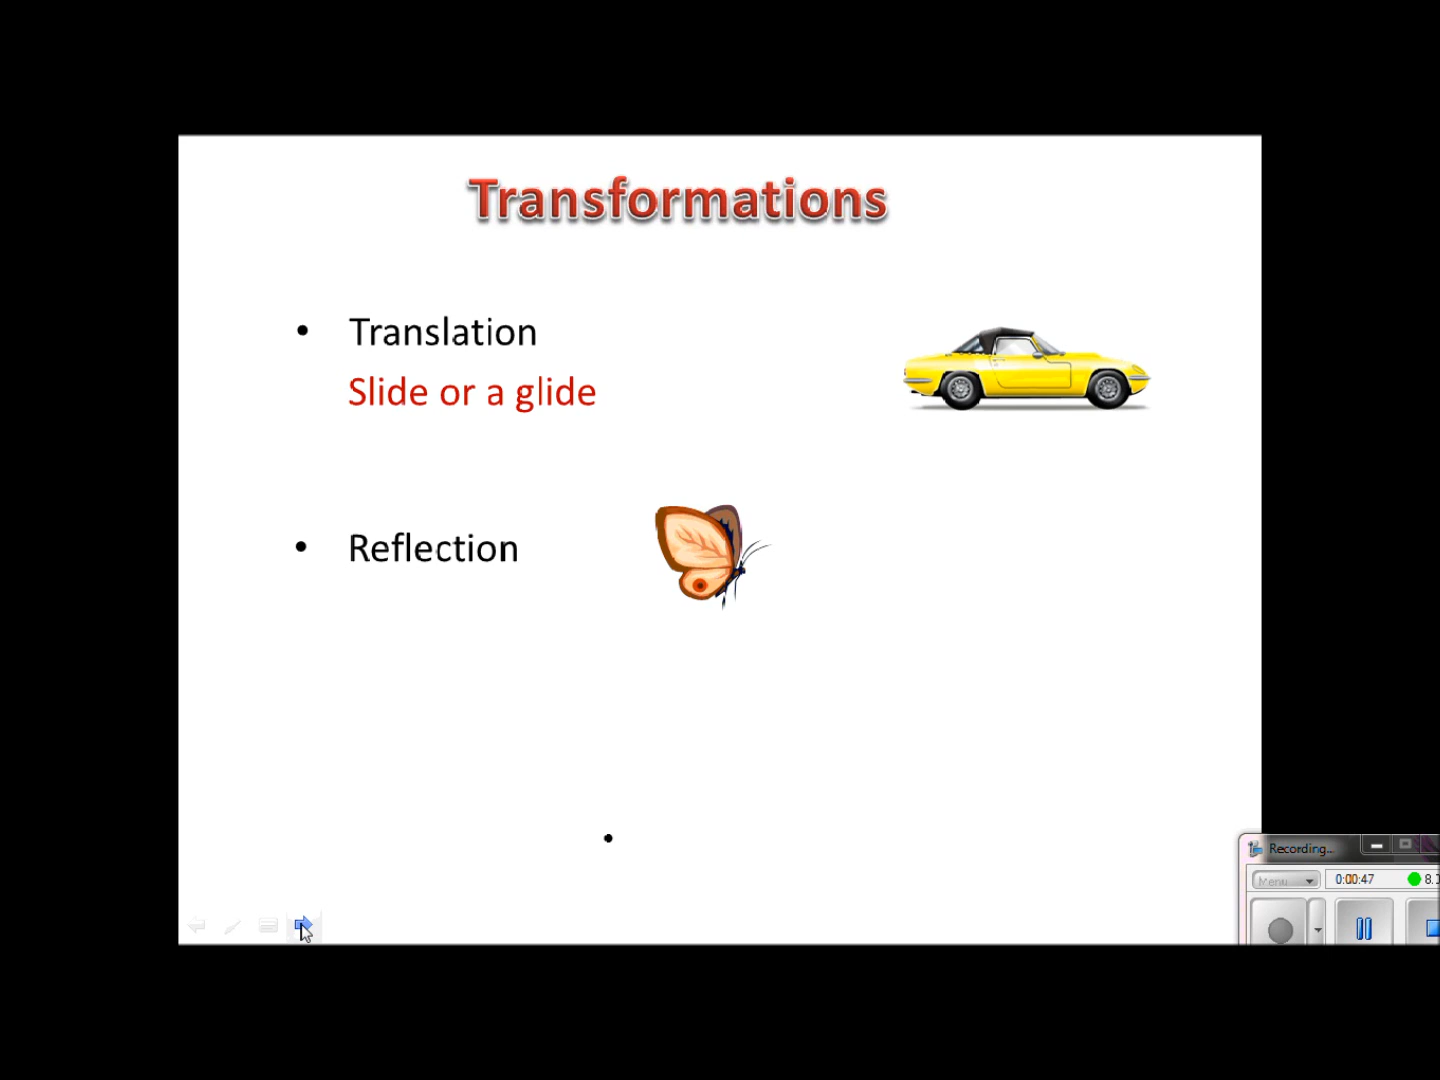 Transformations
• Translation
Slide or a glide
• Reflection
•
Recording...
Menu
0:00:47